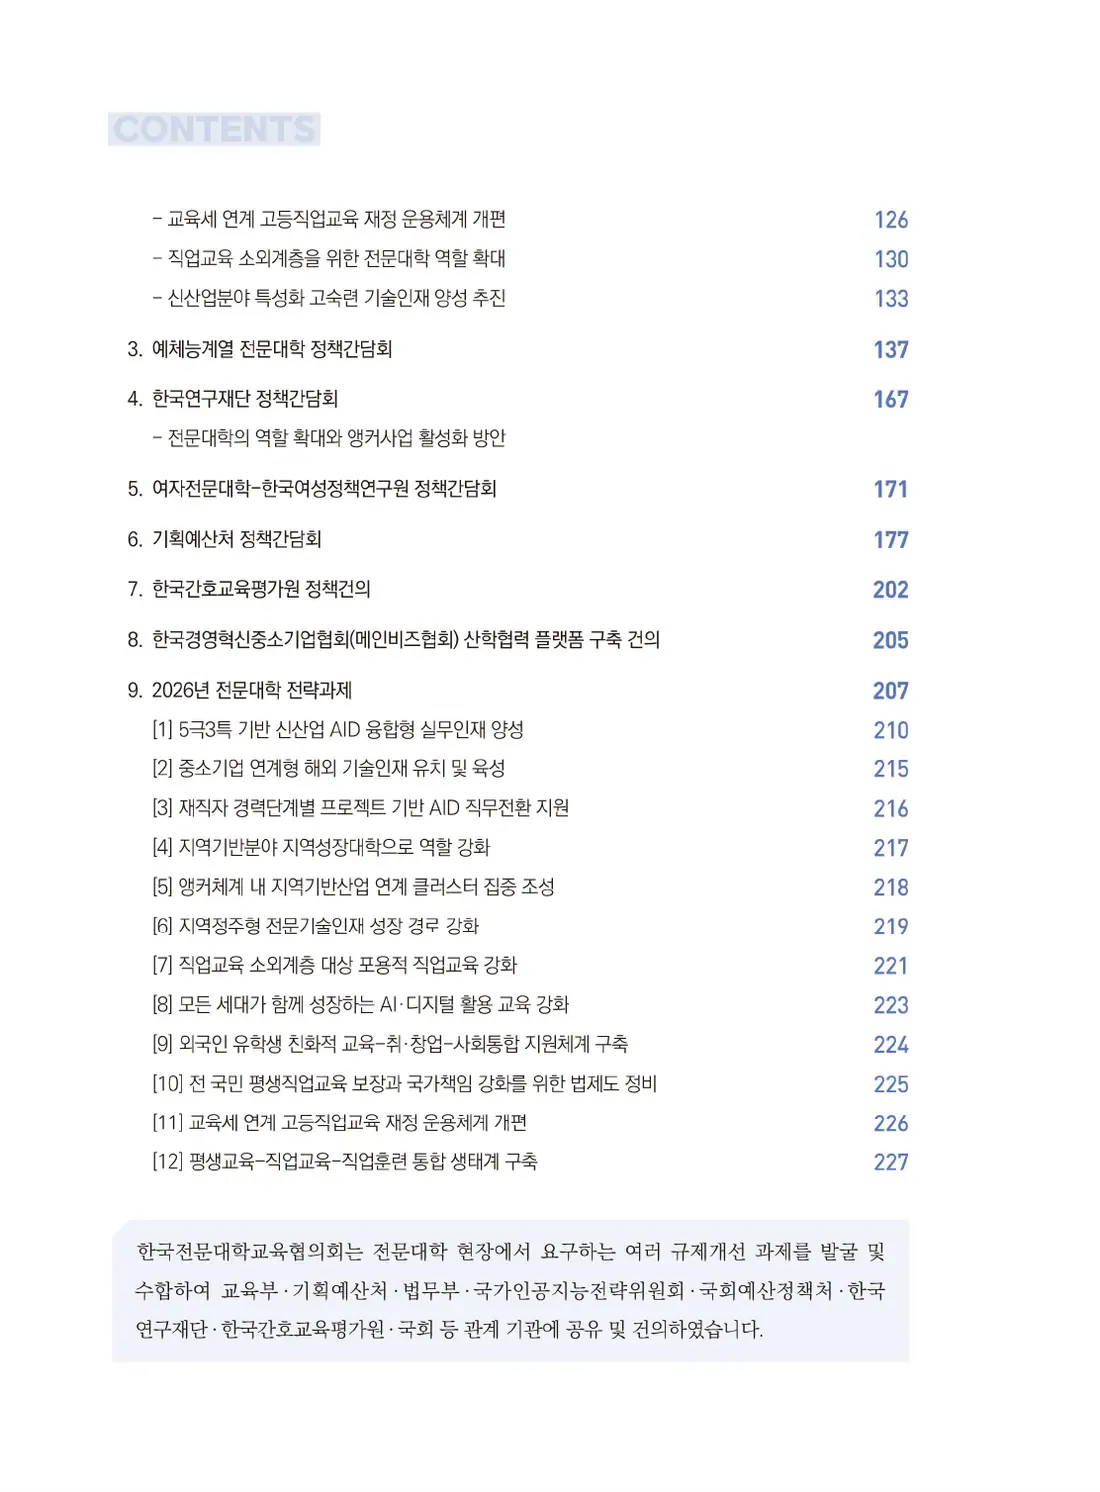 CONTENTS
- 교육세 연계 고등직업교육 재정 운용체계 개편 126
- 직업교육 소외계층을 위한 전문대학 역할 확대 130
- 신산업분야 특성화 고숙련 기술인재 양성 추진 133
3. 예체능계열 전문대학 정책간담회 137
4. 한국연구재단 정책간담회 167
- 전문대학의 역할 확대와 앵커사업 활성화 방안
5. 여자전문대학-한국여성정책연구원 정책간담회 171
6. 기획예산처 정책간담회 177
7. 한국간호교육평가원 정책건의 202
8. 한국경영혁신중소기업협회(메인비즈협회) 산학협력 플랫폼 구축 건의 205
9. 2026년 전문대학 전략과제 207
[1] 5극3특 기반 신산업 AID 융합형 실무인재 양성 210
[2] 중소기업 연계형 해외 기술인재 유치 및 육성 215
[3] 재직자 경력단계별 프로젝트 기반 AID 직무전환 지원 216
[4] 지역기반분야 지역성장대학으로 역할 강화 217
[5] 앵커체계 내 지역기반산업 연계 클러스터 집중 조성 218
[6] 지역정주형 전문기술인재 성장 경로 강화 219
[7] 직업교육 소외계층 대상 포용적 직업교육 강화 221
[8] 모든 세대가 함께 성장하는 AI·디지털 활용 교육 강화 223
[9] 외국인 유학생 친화적 교육-취·창업-사회통합 지원체계 구축 224
[10] 전 국민 평생직업교육 보장과 국가책임 강화를 위한 법제도 정비 225
[11] 교육세 연계 고등직업교육 재정 운용체계 개편 226
[12] 평생교육-직업교육-직업훈련 통합 생태계 구축 227
한국전문대학교육협의회는 전문대학 현장에서 요구하는 여러 규제개선 과제를 발굴 및
수합하여 교육부·기획예산처·법무부·국가인공지능전략위원회·국회예산정책처·한국
연구재단·한국간호교육평가원·국회 등 관계 기관에 공유 및 건의하였습니다.